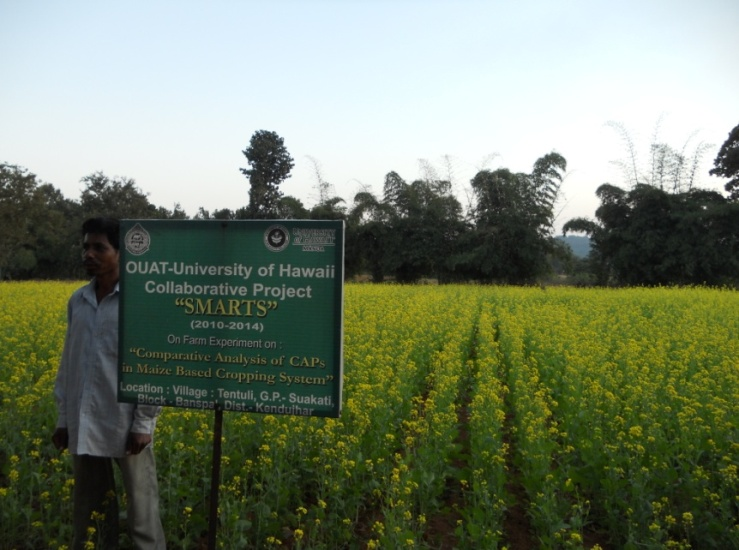 OUAT-University of Hawaii
Collaborative Project
"SMARTS"
(2010-2014)
On Farm Experiment on :
"Comparative Analysis of CAPs
in Maize Based Cropping System"
Location : Village : Tentuli, G.P.- Suakati,
Block - Banspal, Dist.- Kendujhar